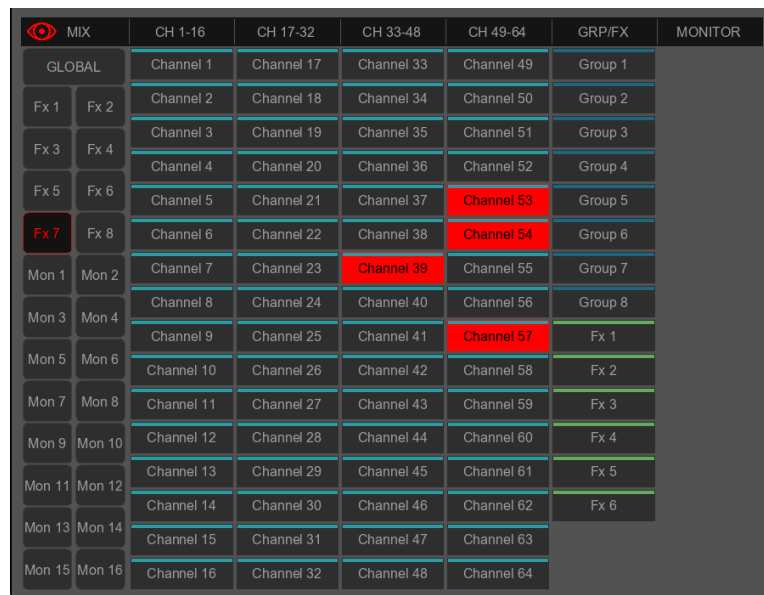 MIX CH 1-16 CH 17-32 CH 33-48 CH 49-64 GRP/FX MONITOR
GLOBAL Channel 1 Channel 17 Channel 33 Channel 49 Group 1
Fx 1 Fx 2 Channel 2 Channel 18 Channel 34 Channel 50 Group 2
Channel 3 Channel 19 Channel 35 Channel 51 Group 3
Fx 3 Fx 4 Channel 4 Channel 20 Channel 36 Channel 52 Group 4
Fx 5 Fx 6 Channel 5 Channel 21 Channel 37 Channel 53 Group 5
Fx 7 Fx 8 Channel 6 Channel 22 Channel 38 Channel 54 Group 6
Mon 1 Mon 2 Channel 7 Channel 23 Channel 39 Channel 55 Group 7
Mon 3 Mon 4 Channel 8 Channel 24 Channel 40 Channel 56 Group 8
Channel 9 Channel 25 Channel 41 Channel 57 Fx 1
Mon 5 Mon 6 Channel 10 Channel 26 Channel 42 Channel 58 Fx 2
Mon 7 Mon 8 Channel 11 Channel 27 Channel 43 Channel 59 Fx 3
Mon 9 Mon 10 Channel 12 Channel 28 Channel 44 Channel 60 Fx 4
Mon 11 Mon 12 Channel 13 Channel 29 Channel 45 Channel 61 Fx 5
Channel 14 Channel 30 Channel 46 Channel 62 Fx 6
Mon 13 Mon 14 Channel 15 Channel 31 Channel 47 Channel 63
Mon 15 Mon 16 Channel 16 Channel 32 Channel 48 Channel 64